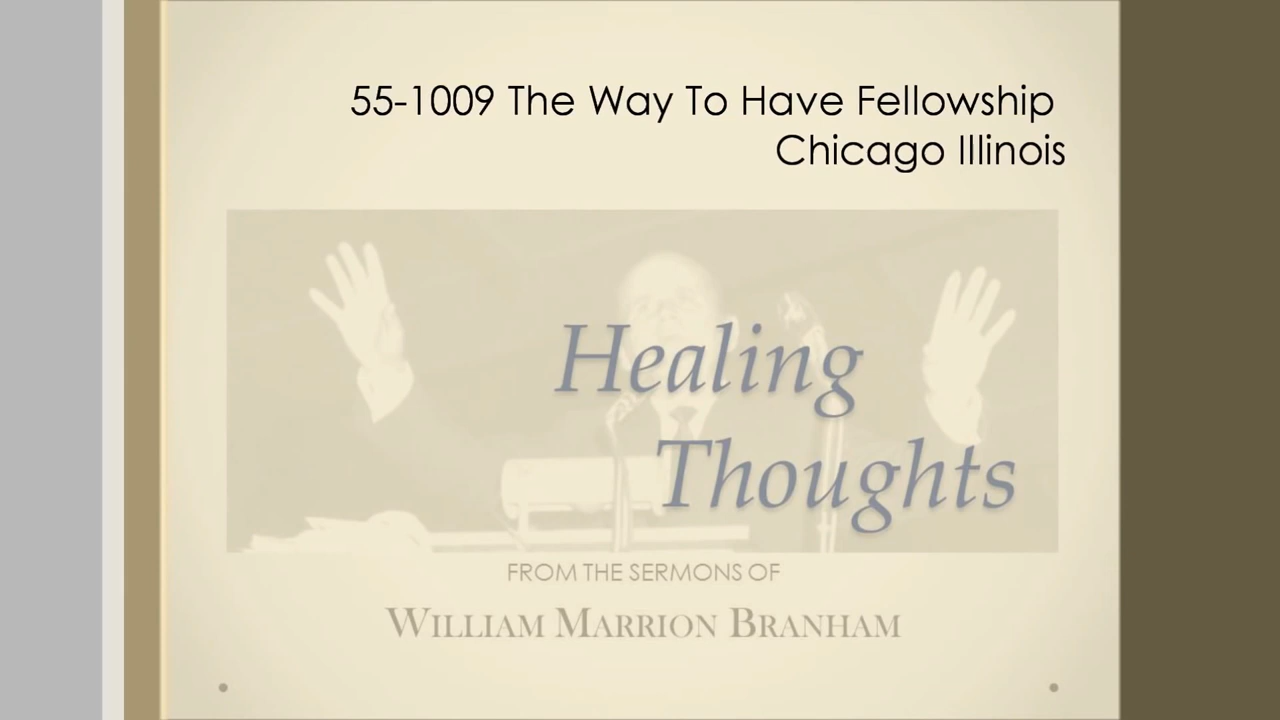 55-1009 The Way To Have Fellowship
Chicago Illinois
Healing
Thoughts
FROM THE SERMONS OF
WILLIAM MARRION BRANHAM